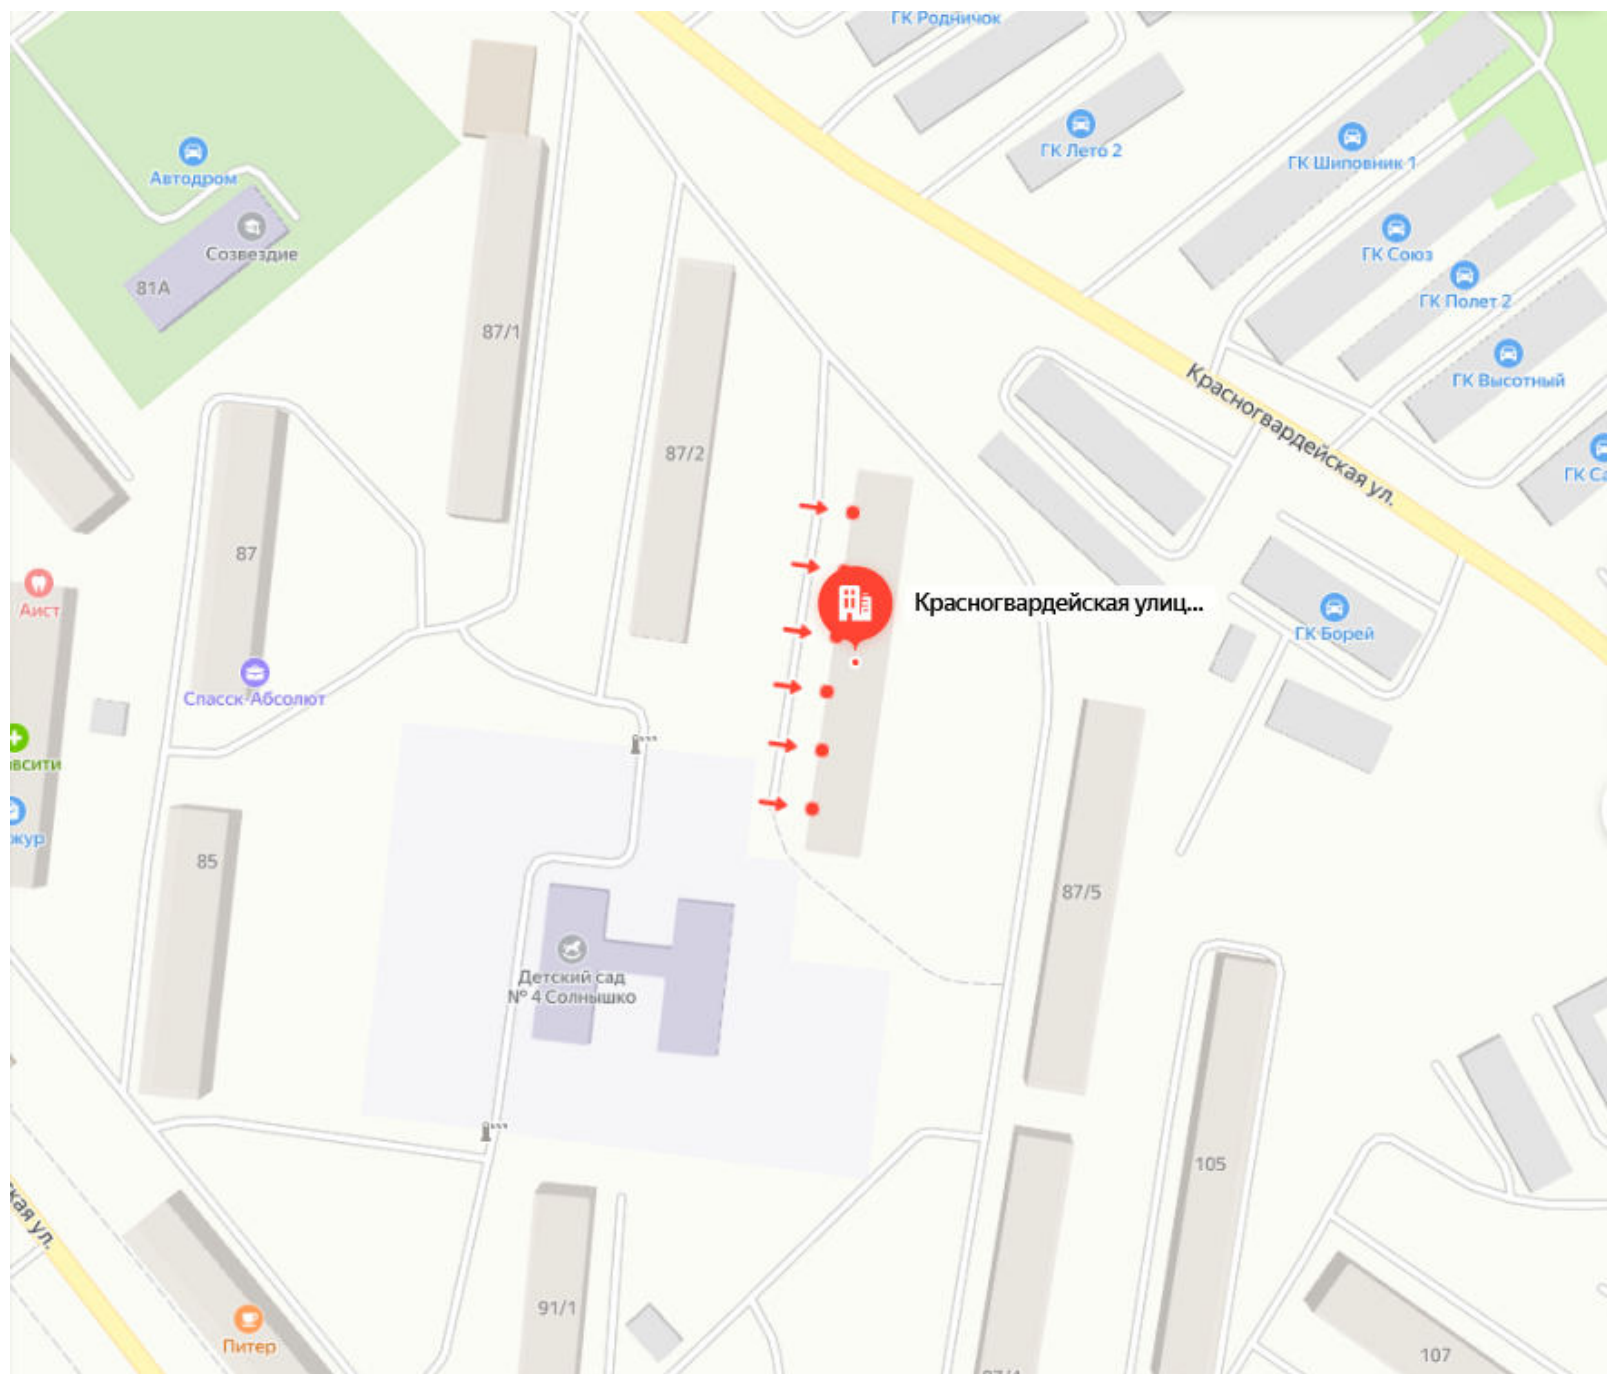 ГК Родничок
ГК Лето 2
ГК Шиповник 1
Автодром
Созвездие
81А
ГК Союз
ГК Полет 2
87/1
ГК Высотный
Красногвардейская ул.
87/2
ГК Са
87
Аист
Красногвардейская улиц...
ГК Борей
Спасск-Абсолют
всити
жур
85
87/5
Детский сад
№ 4 Солнышко
105
кая ул.
91/1
Питер
107